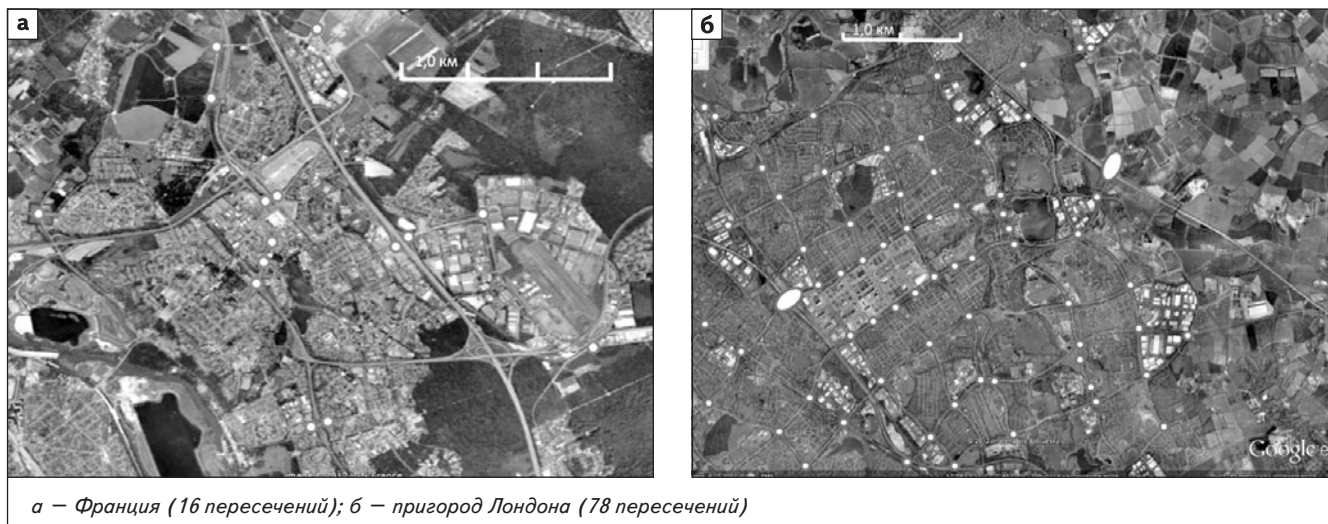 а
1,0 км
б
1,0 км
Google e
а — Франция (16 пересечений); б — пригород Лондона (78 пересечений)